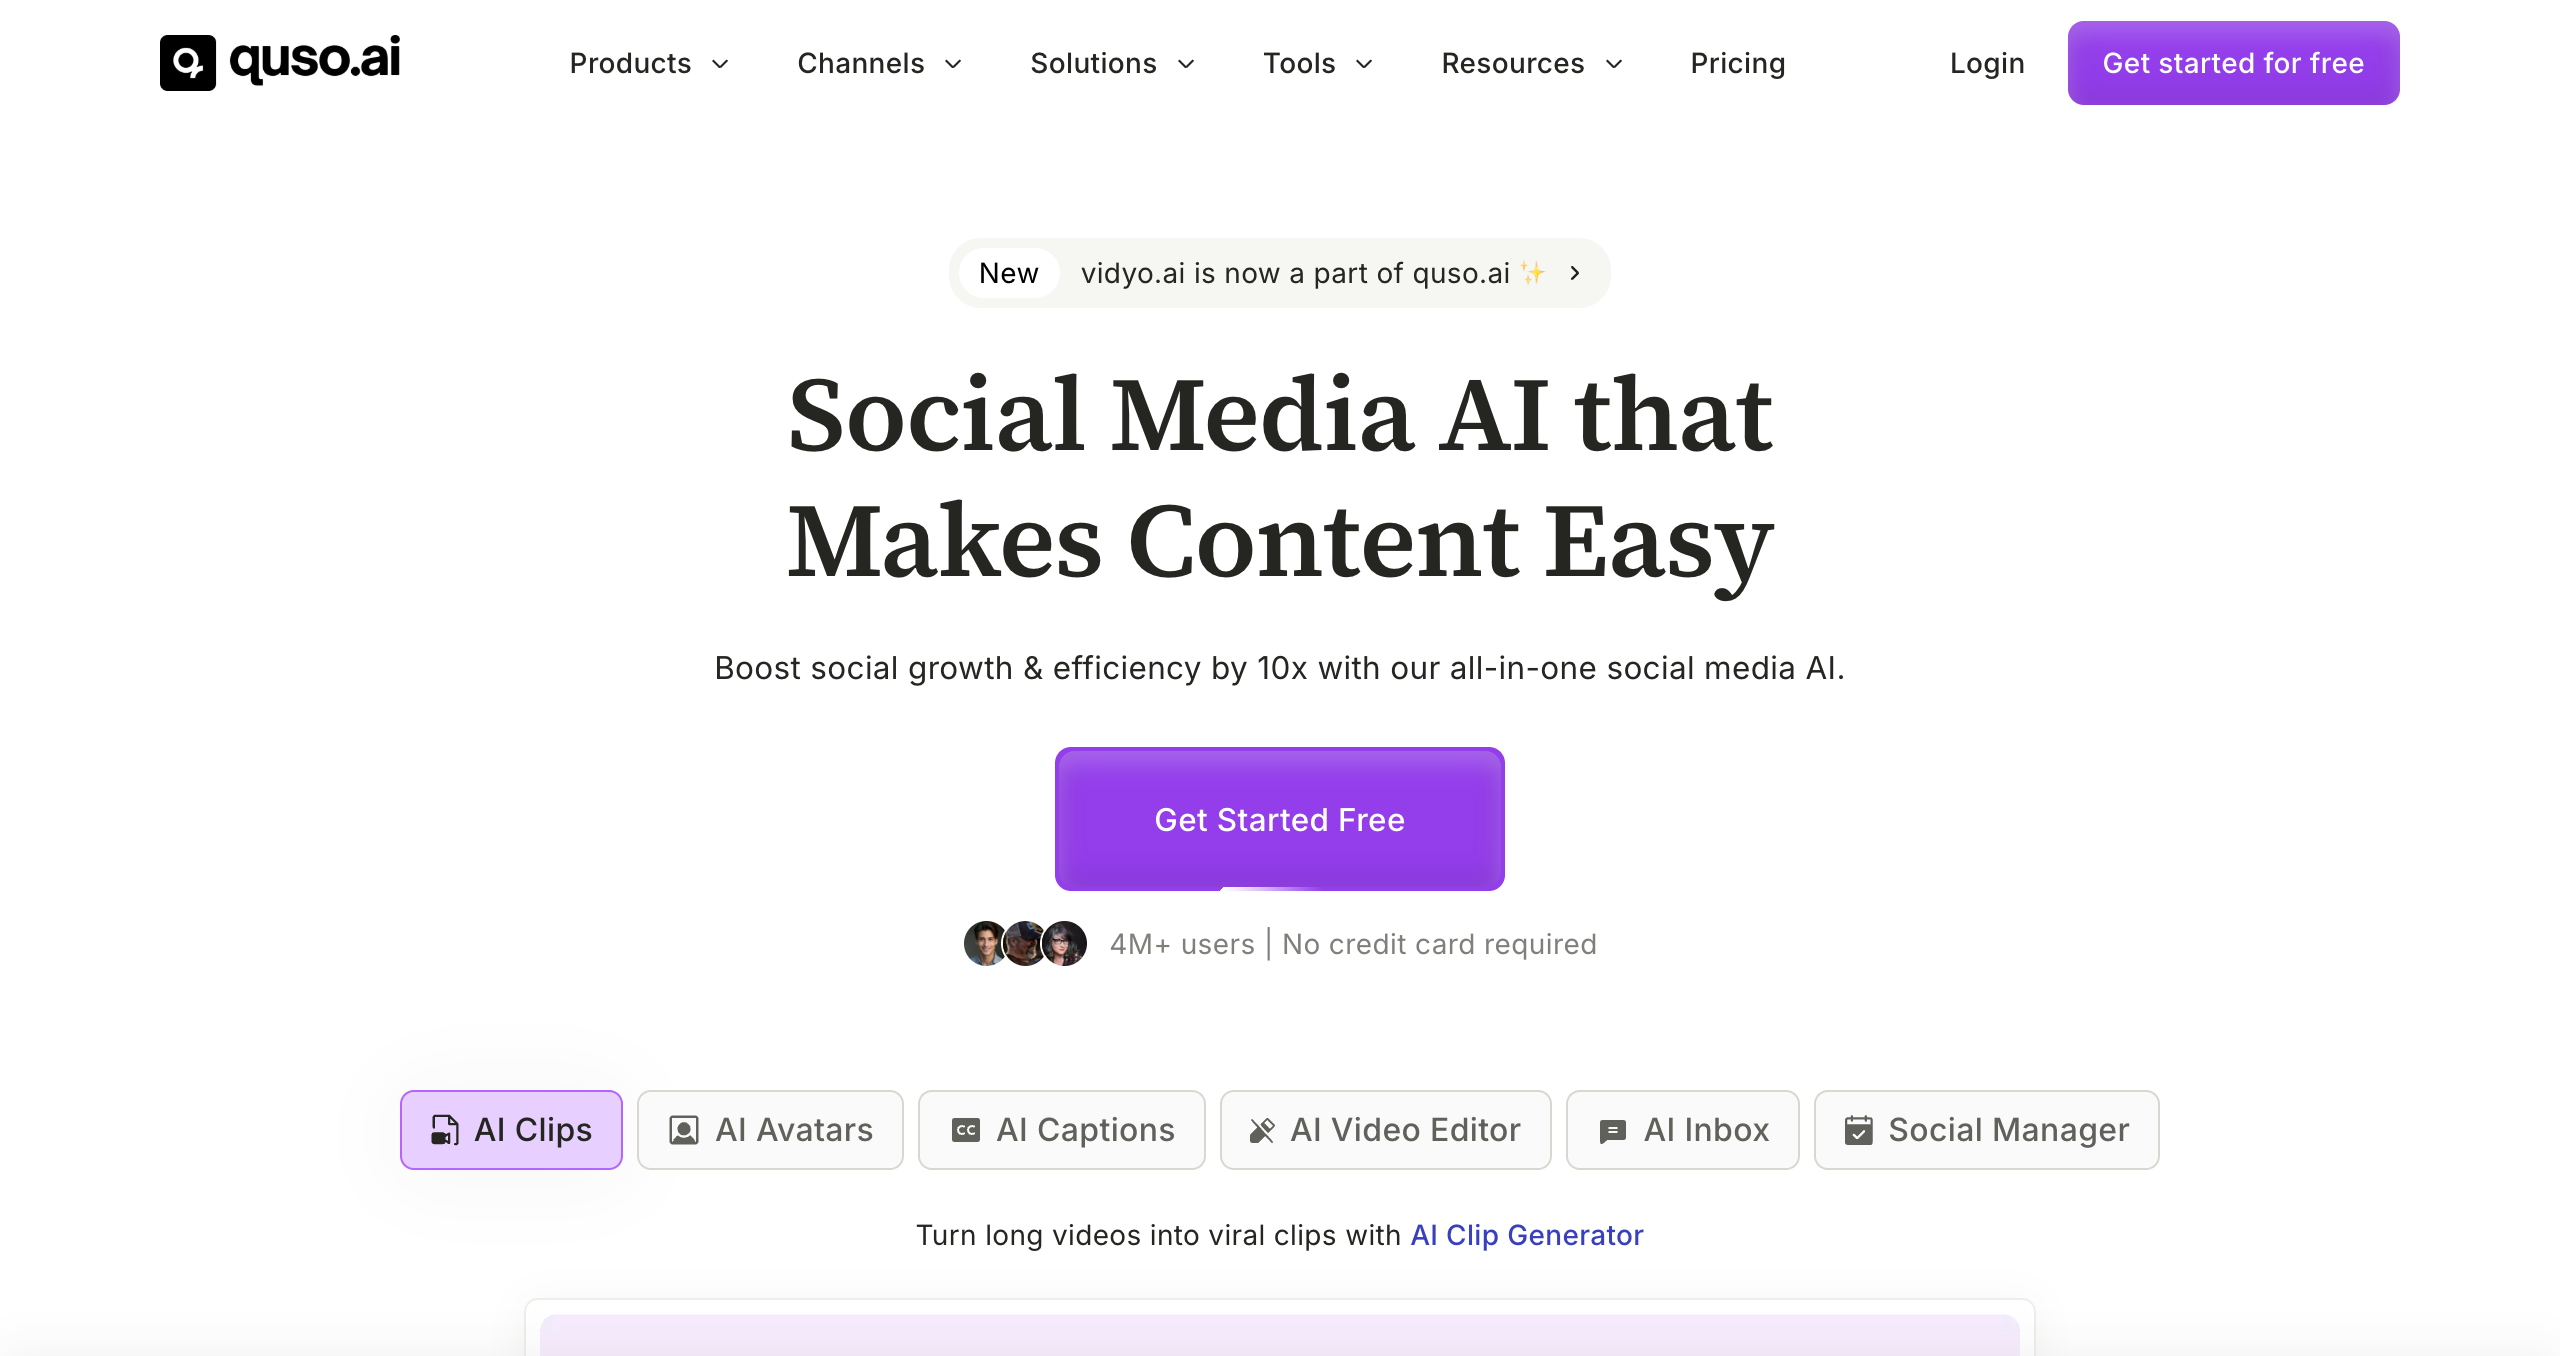 quso.ai
Products
Channels
Solutions
Tools
Resources
Pricing
Login
Get started for free
New vidyo.ai is now a part of quso.ai ✨
Social Media AI that
Makes Content Easy
Boost social growth & efficiency by 10x with our all-in-one social media AI.
Get Started Free
4M+ users | No credit card required
AI Clips
AI Avatars
CC AI Captions
AI Video Editor
AI Inbox
Social Manager
Turn long videos into viral clips with AI Clip Generator